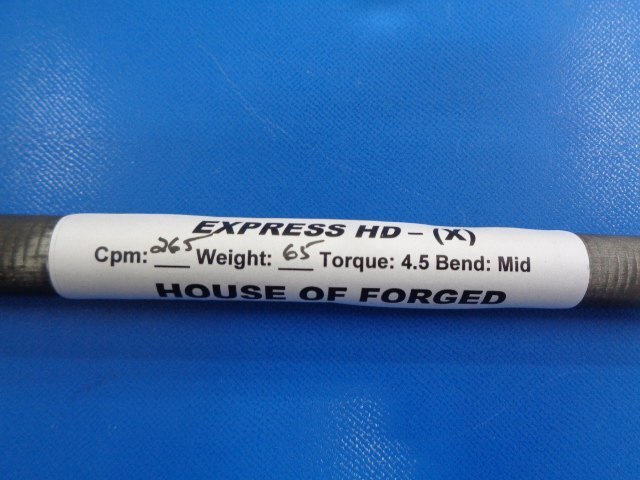 EXPRESS HD – (X)
Cpm: 265 Weight: 65 Torque: 4.5 Bend: Mid
HOUSE OF FORGED